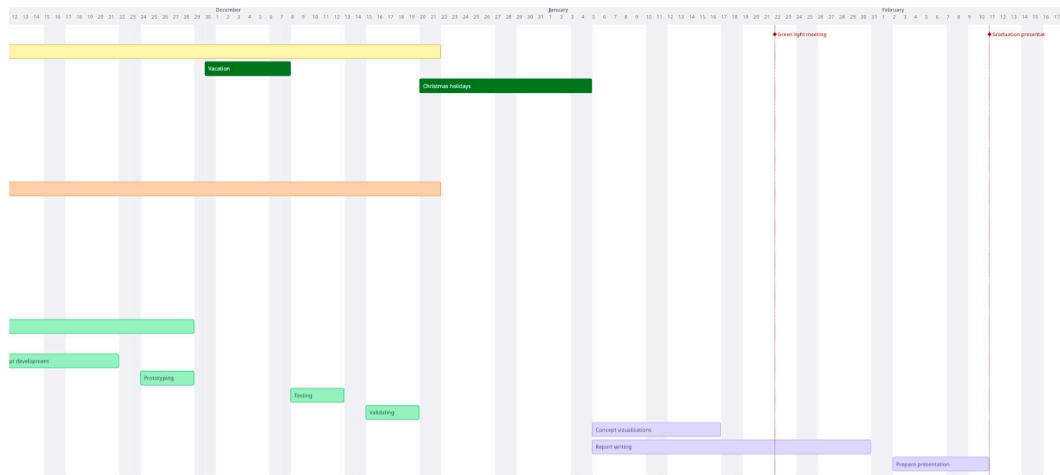 December January February
12 13 14 15 16 17 18 19 20 21 22 23 24 25 26 27 28 29 30 1 2 3 4 5 6 7 8 9 10 11 12 13 14 15 16 17 18 19 20 21 22 23 24 25 26 27 28 29 30 31 1 2 3 4 5 6 7 8 9 10 11 12 13 14 15 16 17 18 19 20 21 22 23 24 25 26 27 28 29 30 31 1 2 3 4 5 6 7 8 9 10 11 12 13 14 15 16 17
Green light meeting Graduation presentat
Vacation
Christmas holidays
pt development
Prototyping
Testing
Validating
Concept vizualisations
Report writing
Prepare presentation